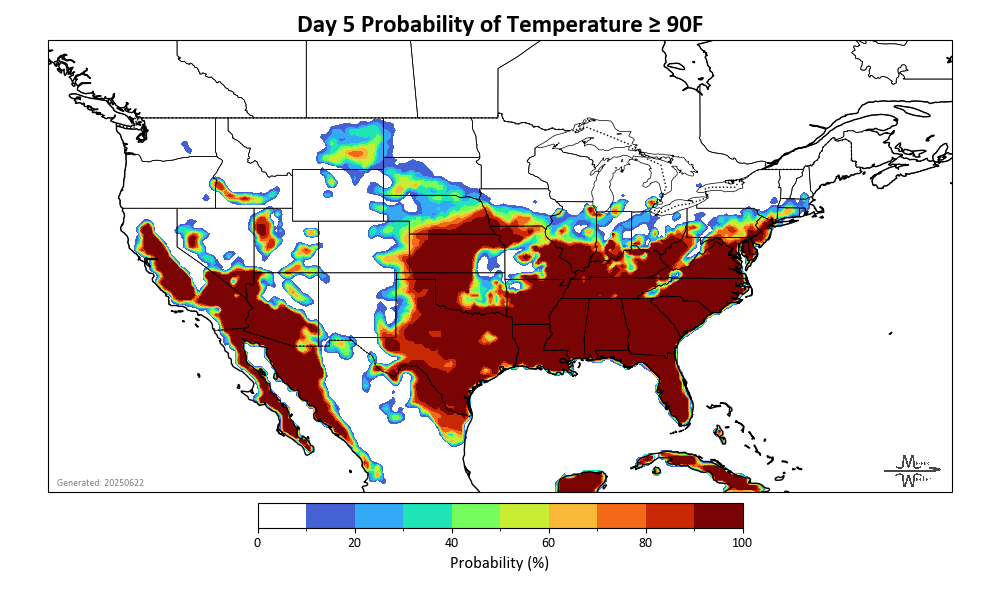 Day 5 Probability of Temperature ≥ 90F
Generated: 20250622
0 20 40 60 80 100
Probability (%)